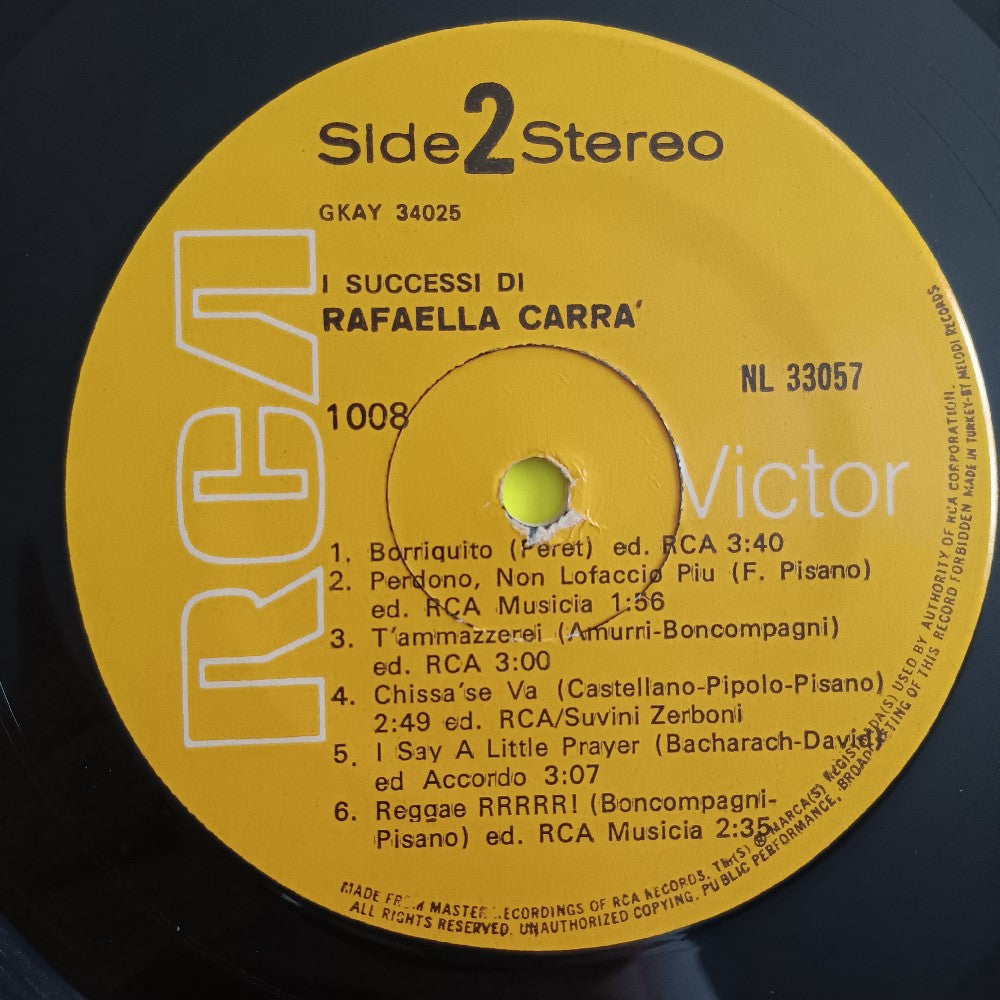 Side 2 Stereo
GKAY 34025
I SUCCESSI DI
RAFAELLA CARRA'
NL 33057
1008
RCA
Victor
1. Borriquito (Peret) ed. RCA 3:40
2. Perdono, Non Lofaccio Piu (F. Pisano)
ed. RCA Musicia 1:56
3. T'ammazzerei (Amurri-Boncompagni)
ed. RCA 3:00
4. Chissa'se Va (Castellano-Pipolo-Pisano)
2:49 ed. RCA/Suvini Zerboni
5. I Say A Little Prayer (Bacharach-David)
ed Accordo 3:07
6. Reggae RRRRR! (Boncompagni-
Pisano) ed. RCA Musicia 2:35
MADE MASTER RECORDINGS OF RCA RECORDS. TM(S) ® MARCA(S) REGISTRADA(S) USED BY AUTHORITY OF RCA CORPORATION.
ALL RIGHTS RESERVED. UNAUTHORIZED COPYING, PUBLIC PERFORMANCE, BROADCASTING OF THIS RECORD FORBIDDEN MADE IN TURKEY-BY MELODI RECORDS